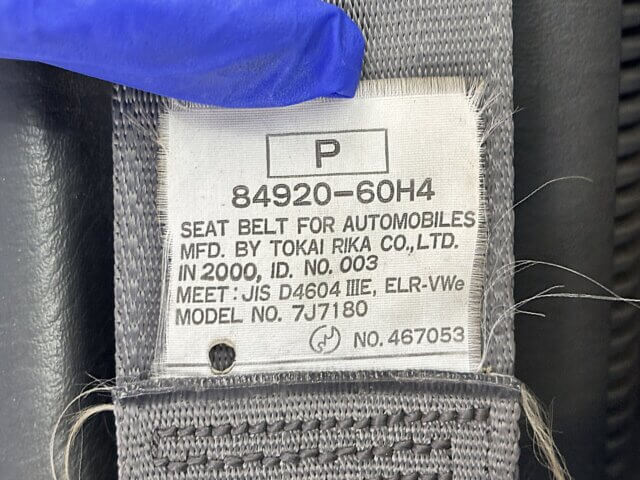 P
84920-60H4
SEAT BELT FOR AUTOMOBILES
MFD. BY TOKAI RIKA CO.,LTD.
IN 2000, ID. NO. 003
MEET : JIS D4604 IIIE, ELR-VWe
MODEL NO. 7J7180
NO. 467053